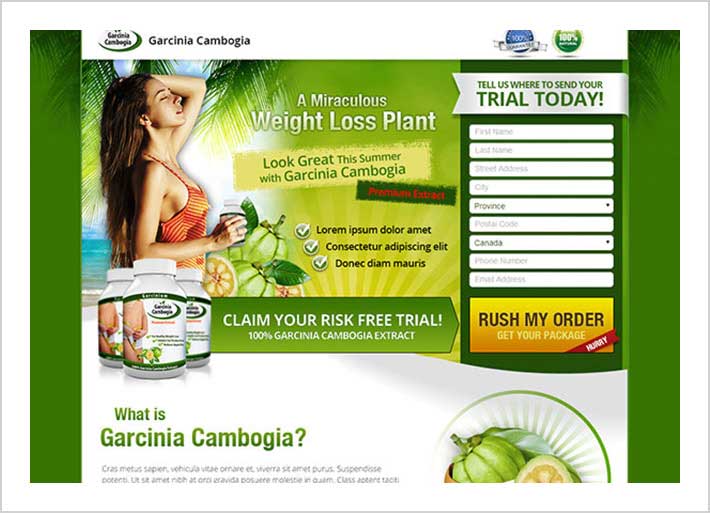 Garcinia
Cambogia
Garcinia Cambogia
100%
GUARANTEE
100%
NATURAL
A Miraculous
Weight Loss Plant
Look Great This Summer
with Garcinia Cambogia
Premium Extract
Lorem ipsum dolor amet
Consectetur adipiscing elit
Donec diam mauris
TELL US WHERE TO SEND YOUR
TRIAL TODAY!
First Name
Last Name
Street Address
City
Province
Postal Code
Canada
Phone Number
Email Address
RUSH MY ORDER
GET YOUR PACKAGE
HURRY
Garcinium
Garcinia
Cambogia
100% Garcinia Cambogia Extract
CLAIM YOUR RISK FREE TRIAL!
100% GARCINIA CAMBOGIA EXTRACT
What is
Garcinia Cambogia?
Cras metus sapien, vehicula vitae ornare et, viverra sit amet purus. Suspendisse
potenti. Ut sit amet nibh at orci gravida posuere molestie in quam. Class aptent taciti